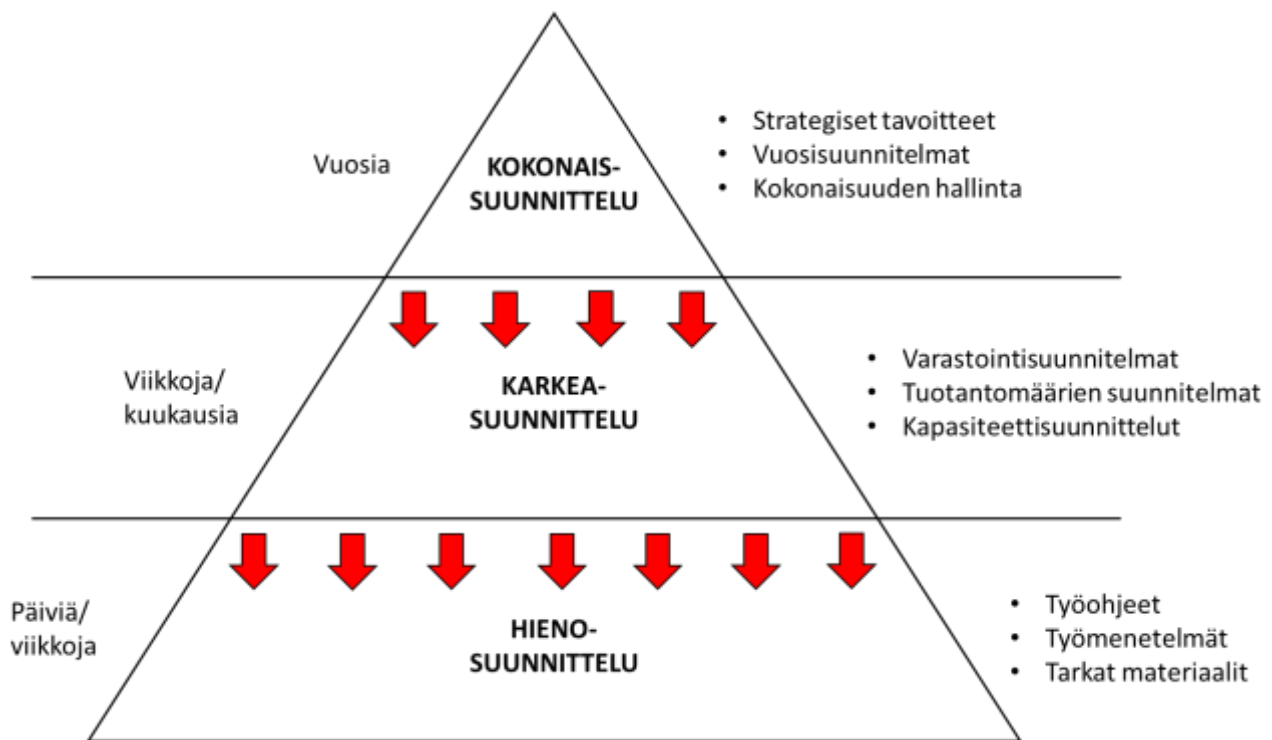 Vuosia
KOKONAIS-
SUUNNITTELU
• Strategiset tavoitteet
• Vuosisuunnitelmat
• Kokonaisuuden hallinta
Viikkoja/
kuukausia
KARKEA-
SUUNNITTELU
• Varastointisuunnitelmat
• Tuotantomäärien suunnitelmat
• Kapasiteettisuunnittelut
Päiviä/
viikkoja
HIENO-
SUUNNITTELU
• Työohjeet
• Työmenetelmät
• Tarkat materiaalit